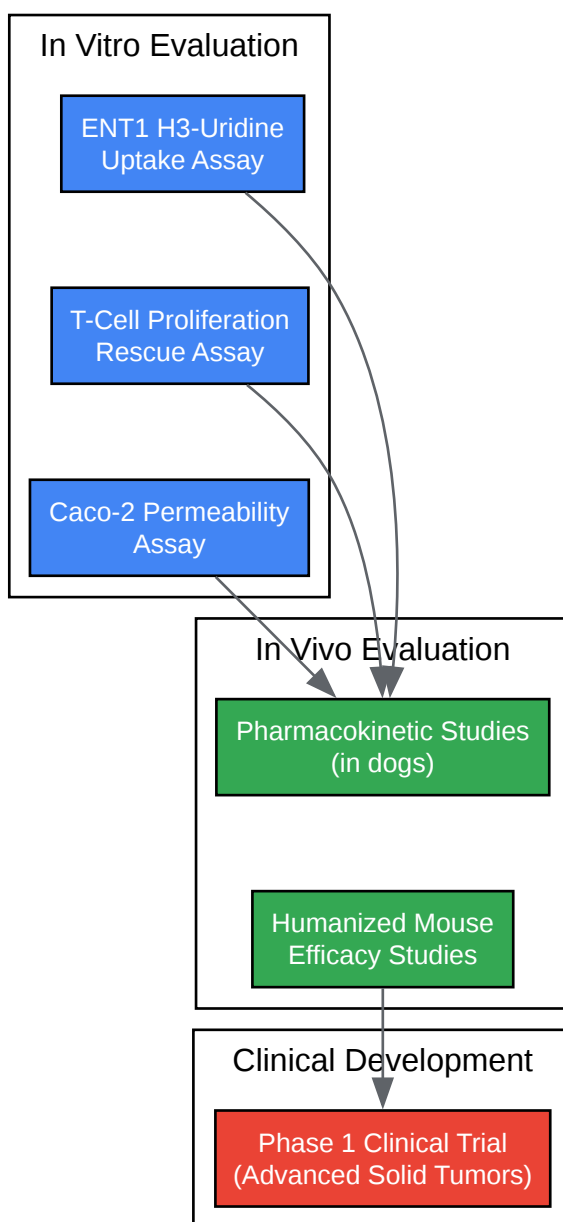 In Vitro Evaluation
ENT1 H3-Uridine
Uptake Assay
T-Cell Proliferation
Rescue Assay
Caco-2 Permeability
Assay
In Vivo Evaluation
Pharmacokinetic Studies
(in dogs)
Humanized Mouse
Efficacy Studies
Clinical Development
Phase 1 Clinical Trial
(Advanced Solid Tumors)